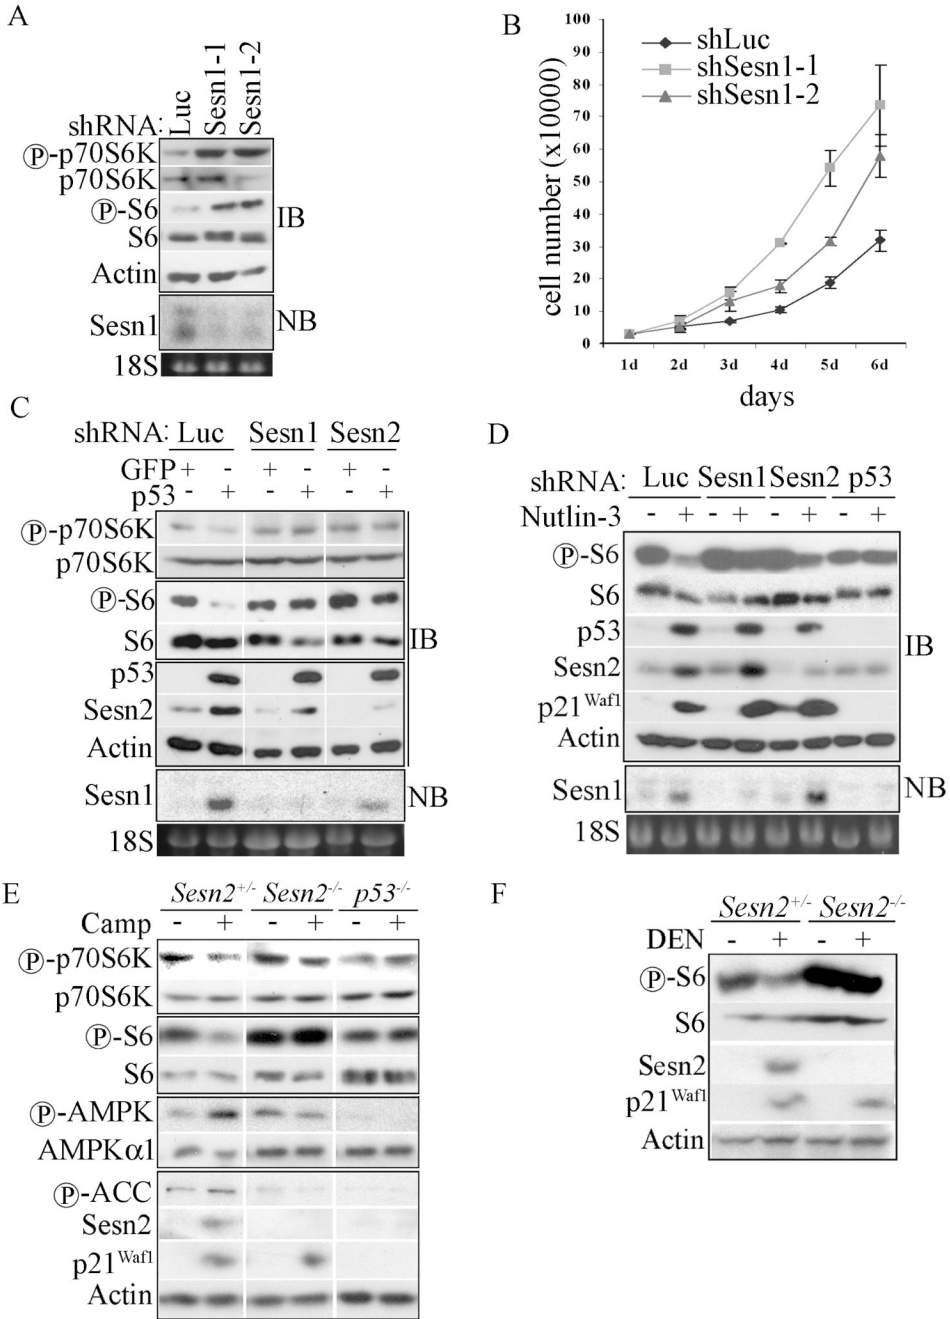 A
shRNA: Luc Sesn1-1 Sesn1-2
Ⓟ-p70S6K
p70S6K
Ⓟ-S6
S6
Actin
IB
Sesn1
NB
18S
B
cell number (x10000)
100
90
80
70
60
50
40
30
20
10
0
shLuc
shSesn1-1
shSesn1-2
1d 2d 3d 4d 5d 6d
days
C
shRNA: Luc Sesn1 Sesn2
GFP + - + - + -
p53 - + - + - +
Ⓟ-p70S6K
p70S6K
Ⓟ-S6
S6
IB
p53
Sesn2
Actin
Sesn1
NB
18S
D
shRNA: Luc Sesn1 Sesn2 p53
Nutlin-3 - + - + - + - +
Ⓟ-S6
S6
p53
IB
Sesn2
p21Waf1
Actin
Sesn1
NB
18S
E
Sesn2+/- Sesn2-/- p53-/-
Camp - + - + - +
Ⓟ-p70S6K
p70S6K
Ⓟ-S6
S6
Ⓟ-AMPK
AMPKα1
Ⓟ-ACC
Sesn2
p21Waf1
Actin
F
Sesn2+/- Sesn2-/-
DEN - + - +
Ⓟ-S6
S6
Sesn2
p21Waf1
Actin